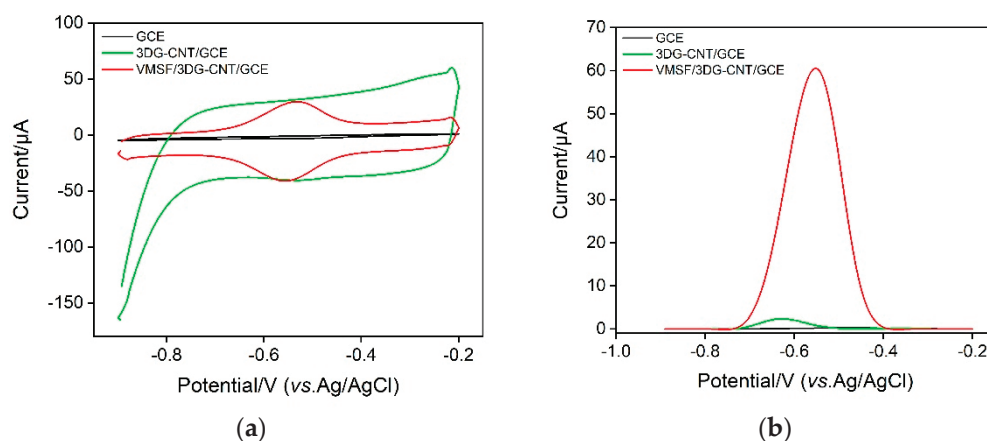 GCE
3DG-CNT/GCE
VMSF/3DG-CNT/GCE
100
50
0
-50
-100
-150
Current/μA
-0.8
-0.6
-0.4
-0.2
Potential/V (vs.Ag/AgCl)
(a)
GCE
3DG-CNT/GCE
VMSF/3DG-CNT/GCE
70
60
50
40
30
20
10
0
Current/μA
-1.0
-0.8
-0.6
-0.4
-0.2
Potential/V (vs.Ag/AgCl)
(b)